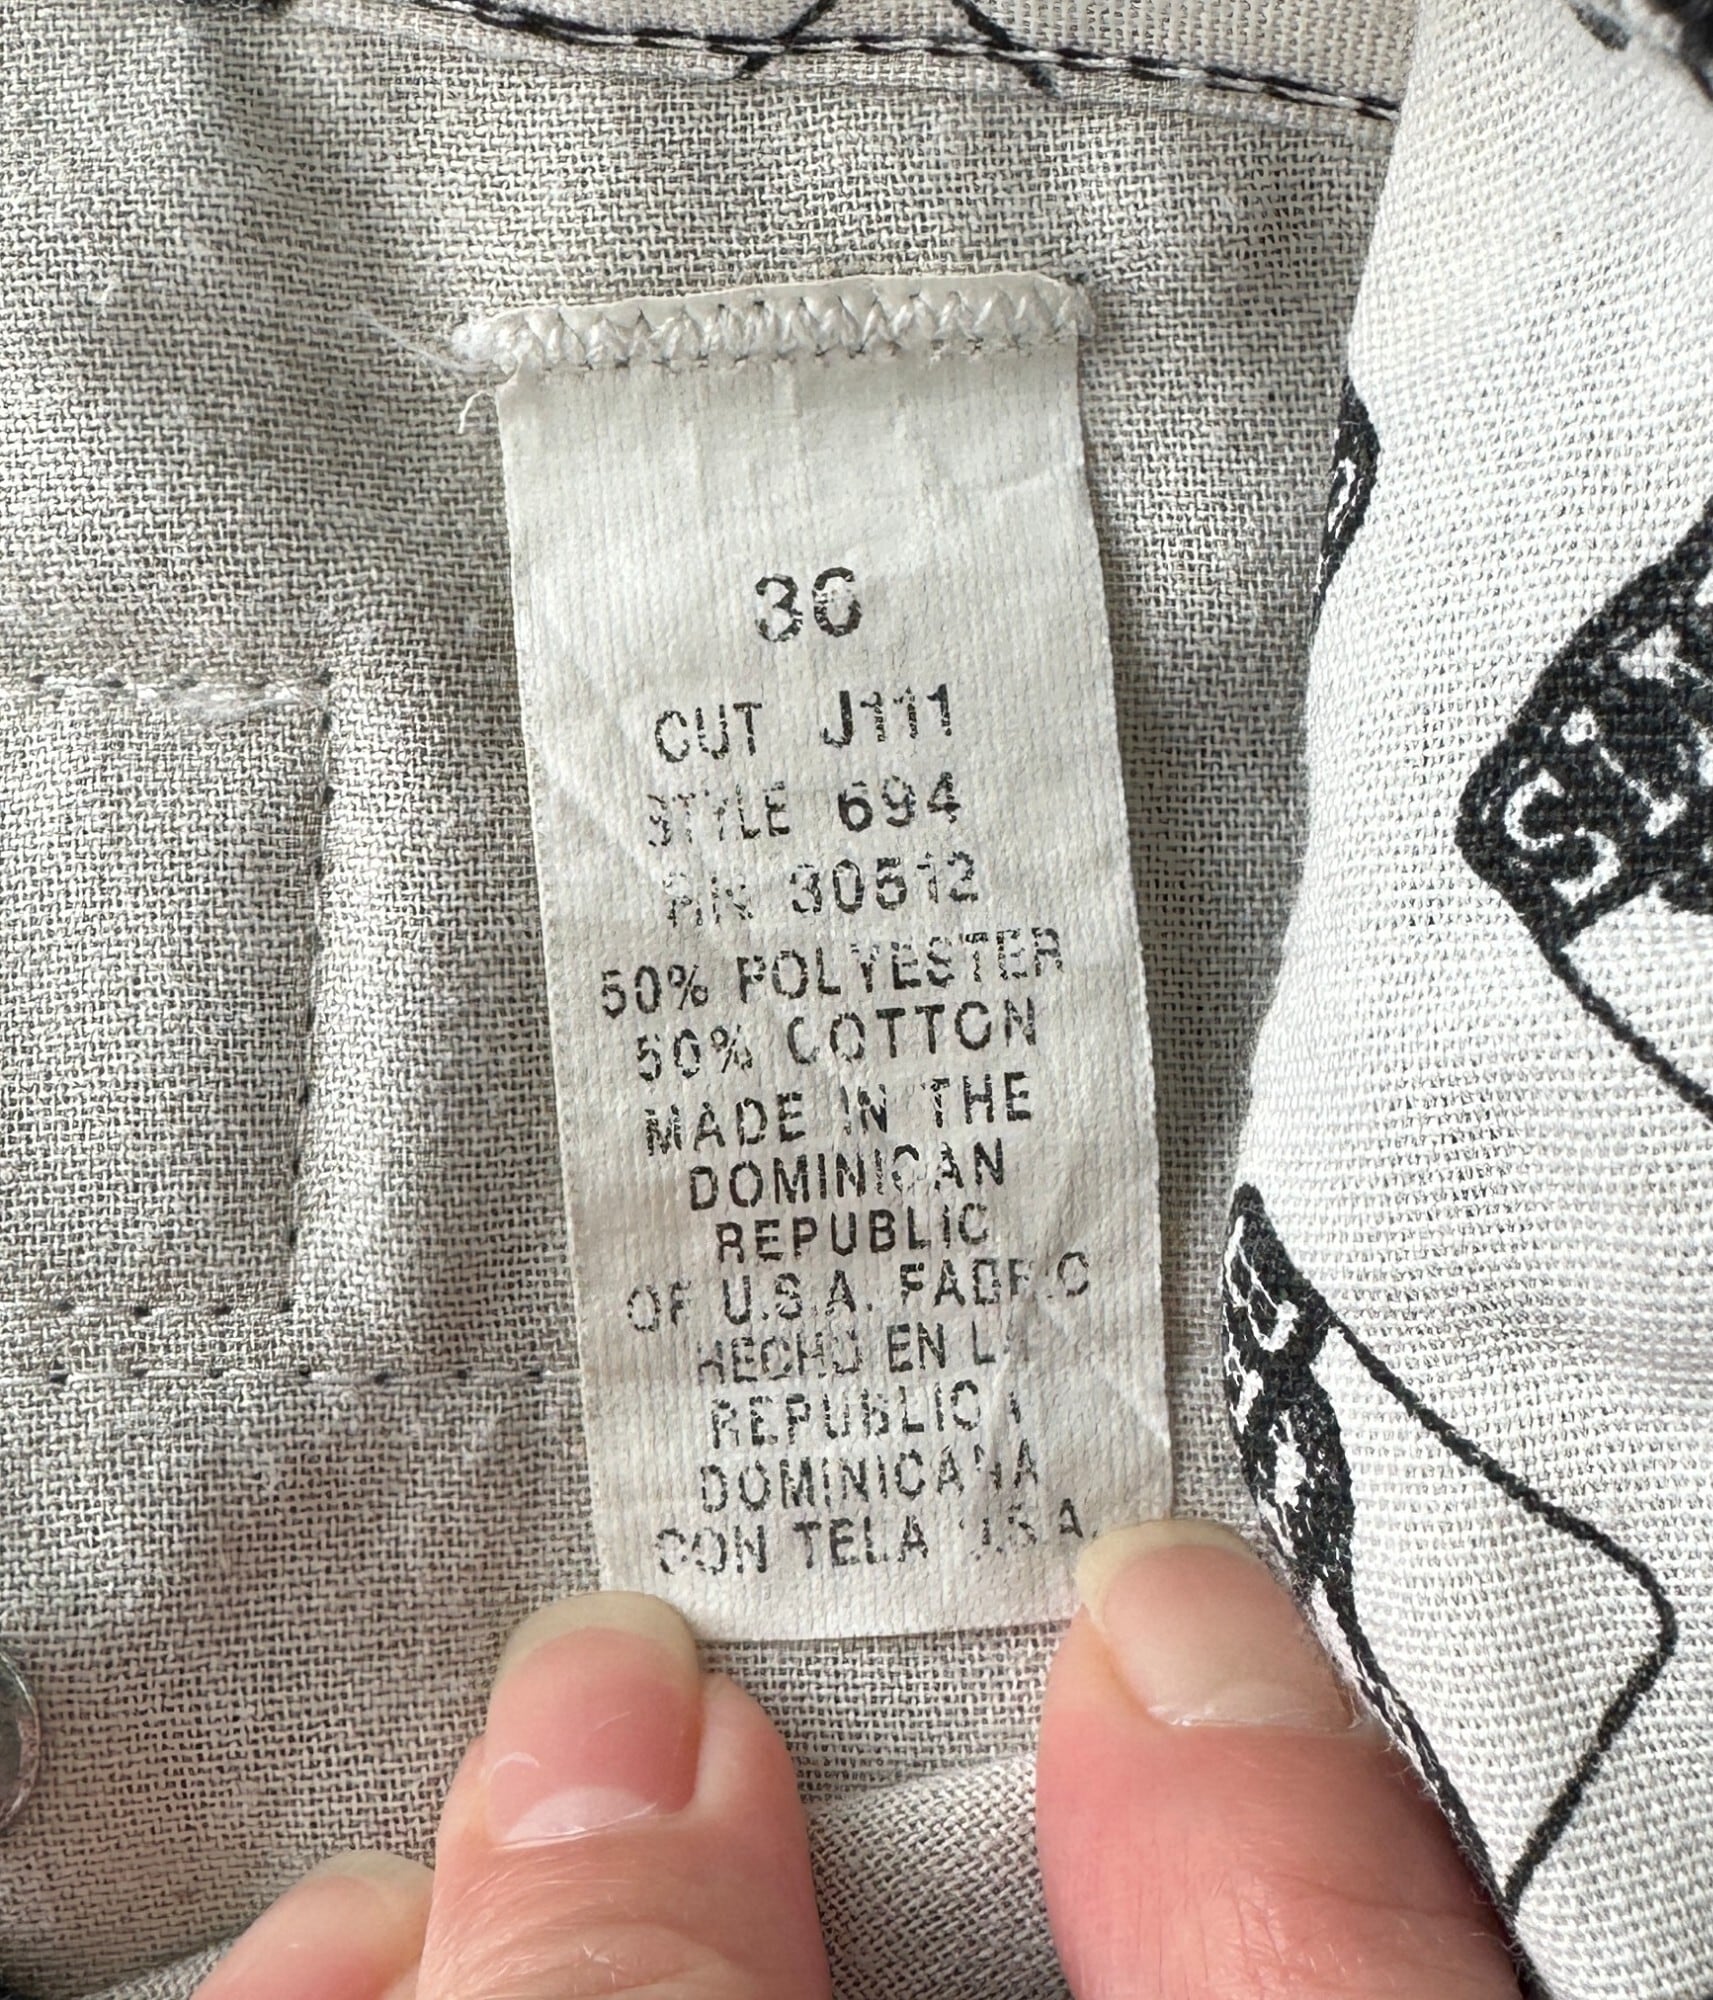 36
CUT J111
STYLE 694
RN 30512
50% POLYESTER
50% COTTON
MADE IN THE
DOMINICAN
REPUBLIC
OF U.S.A. FABRIC
HECHO EN LA
REPUBLICA
DOMINICANA
CON TELA U.S.A.